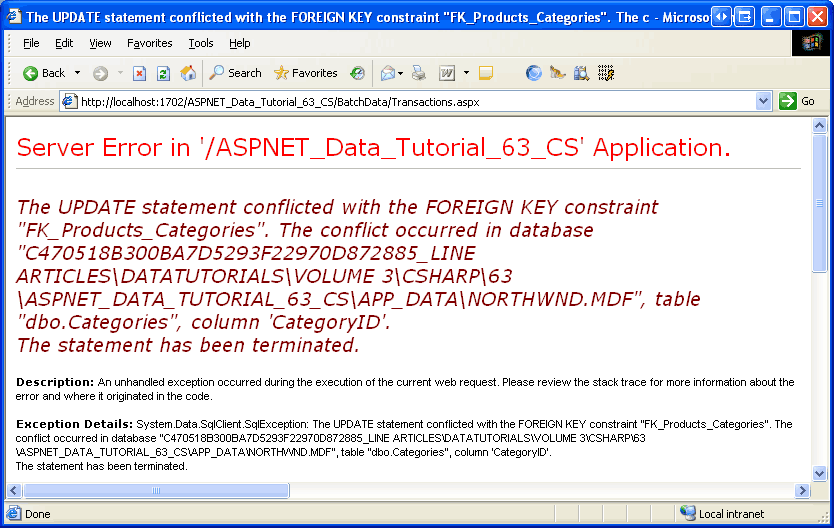 The UPDATE statement conflicted with the FOREIGN KEY constraint "FK_Products_Categories". The c - Microsof
File Edit View Favorites Tools Help
Back Search Favorites
Address http://localhost:1702/ASPNET_Data_Tutorial_63_CS/BatchData/Transactions.aspx Go
Server Error in '/ASPNET_Data_Tutorial_63_CS' Application.
The UPDATE statement conflicted with the FOREIGN KEY constraint
"FK_Products_Categories". The conflict occurred in database
"C470518B300BA7D5293F22970D872885_LINE
ARTICLES\DATATUTORIALS\VOLUME 3\CSHARP\63
\ASPNET_DATA_TUTORIAL_63_CS\APP_DATA\NORTHWND.MDF", table
"dbo.Categories", column 'CategoryID'.
The statement has been terminated.
Description: An unhandled exception occurred during the execution of the current web request. Please review the stack trace for more information about the
error and where it originated in the code.
Exception Details: System.Data.SqlClient.SqlException: The UPDATE statement conflicted with the FOREIGN KEY constraint "FK_Products_Categories". The
conflict occurred in database "C470518B300BA7D5293F22970D872885_LINE ARTICLES\DATATUTORIALS\VOLUME 3\CSHARP\63
\ASPNET_DATA_TUTORIAL_63_CS\APP_DATA\NORTHWND.MDF", table "dbo.Categories", column 'CategoryID'.
The statement has been terminated.
Done Local intranet